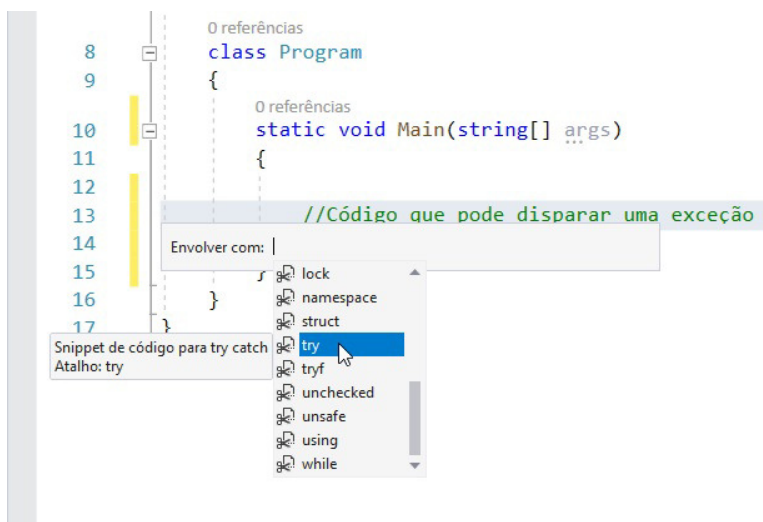 0 referências
8 class Program
9 {
0 referências
10 static void Main(string[] args)
11 {
12
13 //Código que pode disparar uma exceção
14 Envolver com:
15 }
16 }
17 }
lock
namespace
struct
try
tryf
unchecked
unsafe
using
while
Snippet de código para try catch
Atalho: try